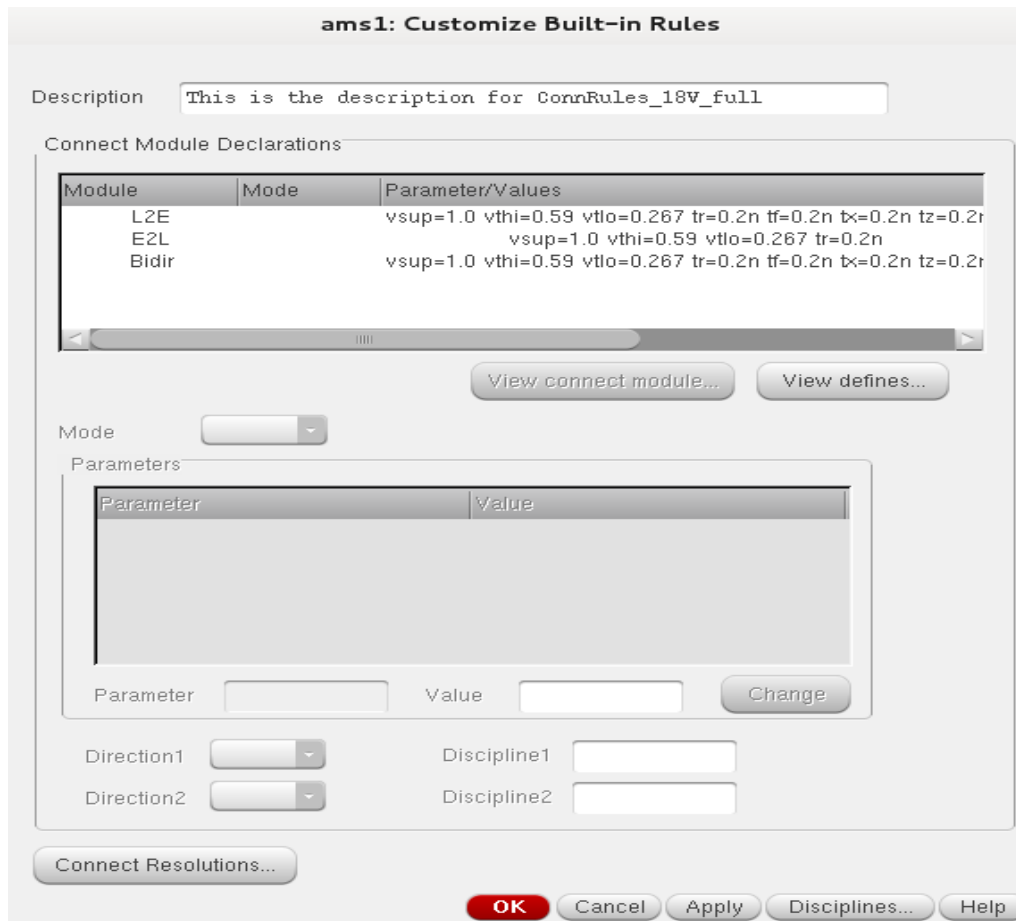 ams1: Customize Built-in Rules
Description This is the description for ConnRules_18V_full
Connect Module Declarations
Module Mode Parameter/Values
L2E vsup=1.0 vthi=0.59 vtlo=0.267 tr=0.2n tf=0.2n tx=0.2n tz=0.2n
E2L vsup=1.0 vthi=0.59 vtlo=0.267 tr=0.2n
Bidir vsup=1.0 vthi=0.59 vtlo=0.267 tr=0.2n tf=0.2n tx=0.2n tz=0.2n
View connect module... View defines...
Mode
Parameters
Parameter Value
Parameter Value Change
Direction1 Discipline1
Direction2 Discipline2
Connect Resolutions...
OK Cancel Apply Disciplines... Help